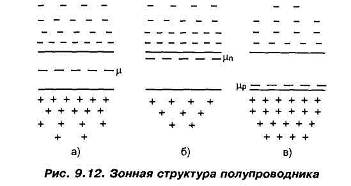 μ
μn
μp
а)
б)
в)
Рис. 9.12. Зонная структура полупроводника